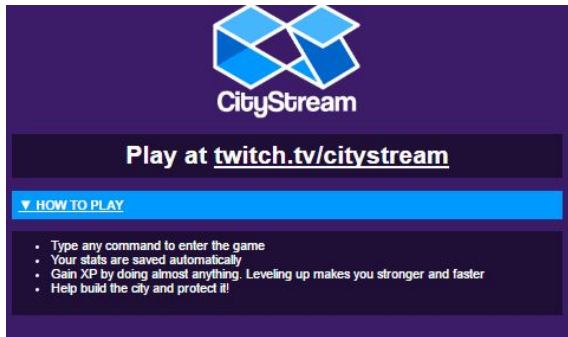 CityStream
Play at twitch.tv/citystream
▼ HOW TO PLAY
• Type any command to enter the game
• Your stats are saved automatically
• Gain XP by doing almost anything. Leveling up makes you stronger and faster
• Help build the city and protect it!